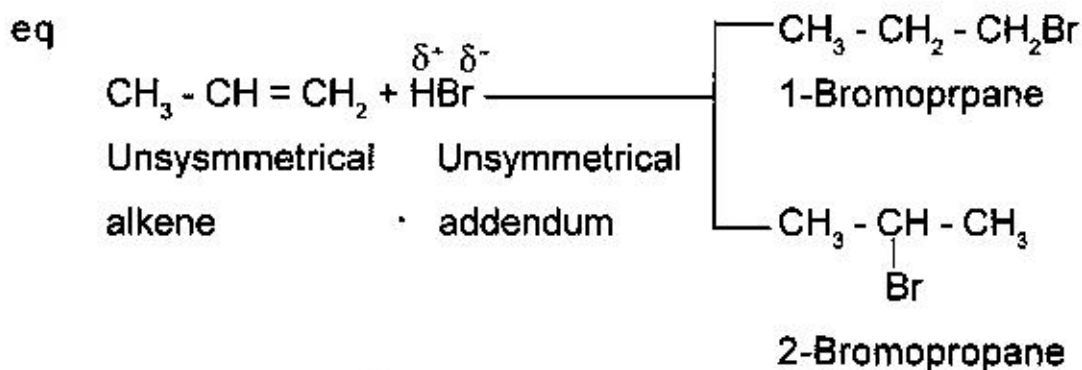 eq
CH₃ - CH₂ - CH₂Br
δ⁺ δ⁻
CH₃ - CH = CH₂ + HBr
1-Bromoprpane
Unsysmmetrical Unsymmetrical
alkene addendum
CH₃ - CH - CH₃
Br
2-Bromopropane